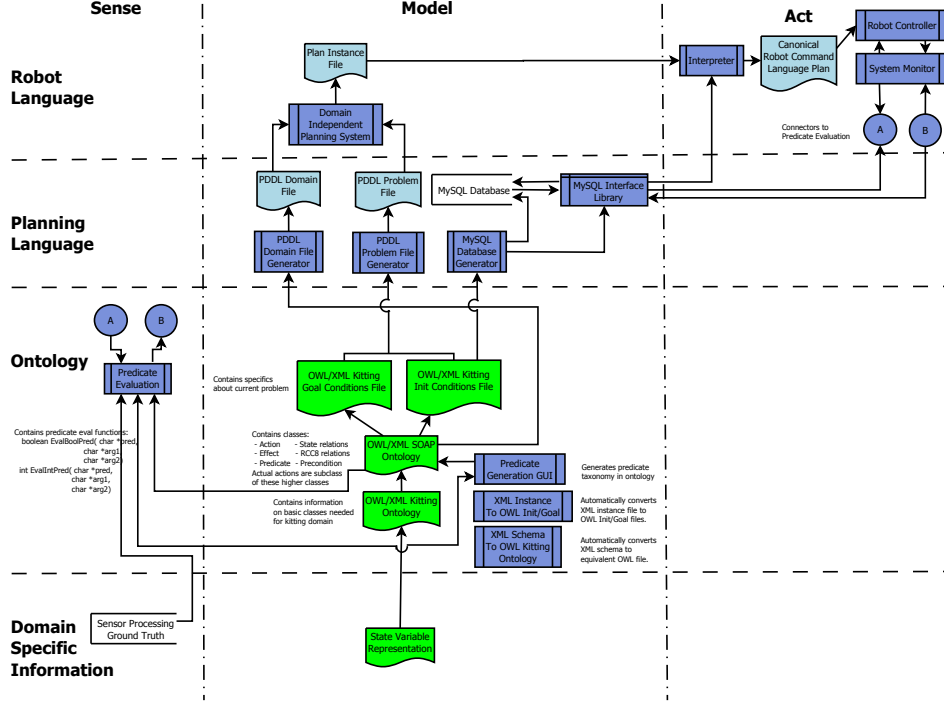 Sense
Model
Act
Robot
Language
Plan Instance
File
Interpreter
Canonical
Robot Command
Language Plan
Robot Controller
System Monitor
Domain
Independent
Planning System
Connectors to
Predicate Evaluation
A
B
Planning
Language
PDDL Domain
File
PDDL Problem
File
MySQL Database
MySQL Interface
Library
PDDL
Domain File
Generator
PDDL
Problem File
Generator
MySQL
Database
Generator
Ontology
A
B
Predicate
Evaluation
Contains specifics
about current problem
OWL/XML Kitting
Goal Conditions File
OWL/XML Kitting
Init Conditions File
Contains predicate eval functions:
boolean EvalBoolPred( char *pred,
char *arg1,
char *arg2)
int EvalIntPred( char *pred,
char *arg1,
char *arg2)
Contains classes:
- Action - State relations
- Effect - RCC8 relations
- Predicate - Precondition
Actual actions are subclass
of these higher classes
OWL/XML SOAP
Ontology
Predicate
Generation GUI
Generates predicate
taxonomy in ontology
Contains information
on basic classes needed
for kitting domain
OWL/XML Kitting
Ontology
XML Instance
To OWL Init/Goal
Automatically converts
XML instance file to
OWL Init/Goal files.
XML Schema
To OWL Kitting
Ontology
Automatically converts
XML schema to
equivalent OWL file.
Domain
Specific
Information
Sensor Processing
Ground Truth
State Variable
Representation